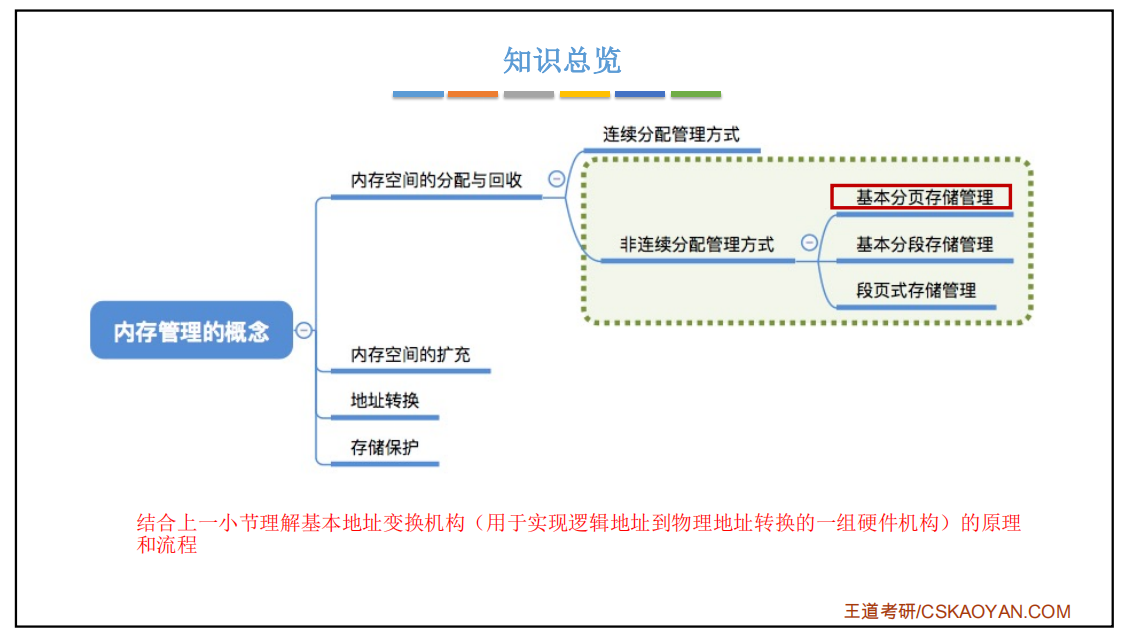 知识总览
连续分配管理方式
内存空间的分配与回收
基本分页存储管理
非连续分配管理方式
基本分段存储管理
段页式存储管理
内存管理的概念
内存空间的扩充
地址转换
存储保护
结合上一小节理解基本地址变换机构（用于实现逻辑地址到物理地址转换的一组硬件机构）的原理
和流程
王道考研/CSKAOYAN.COM